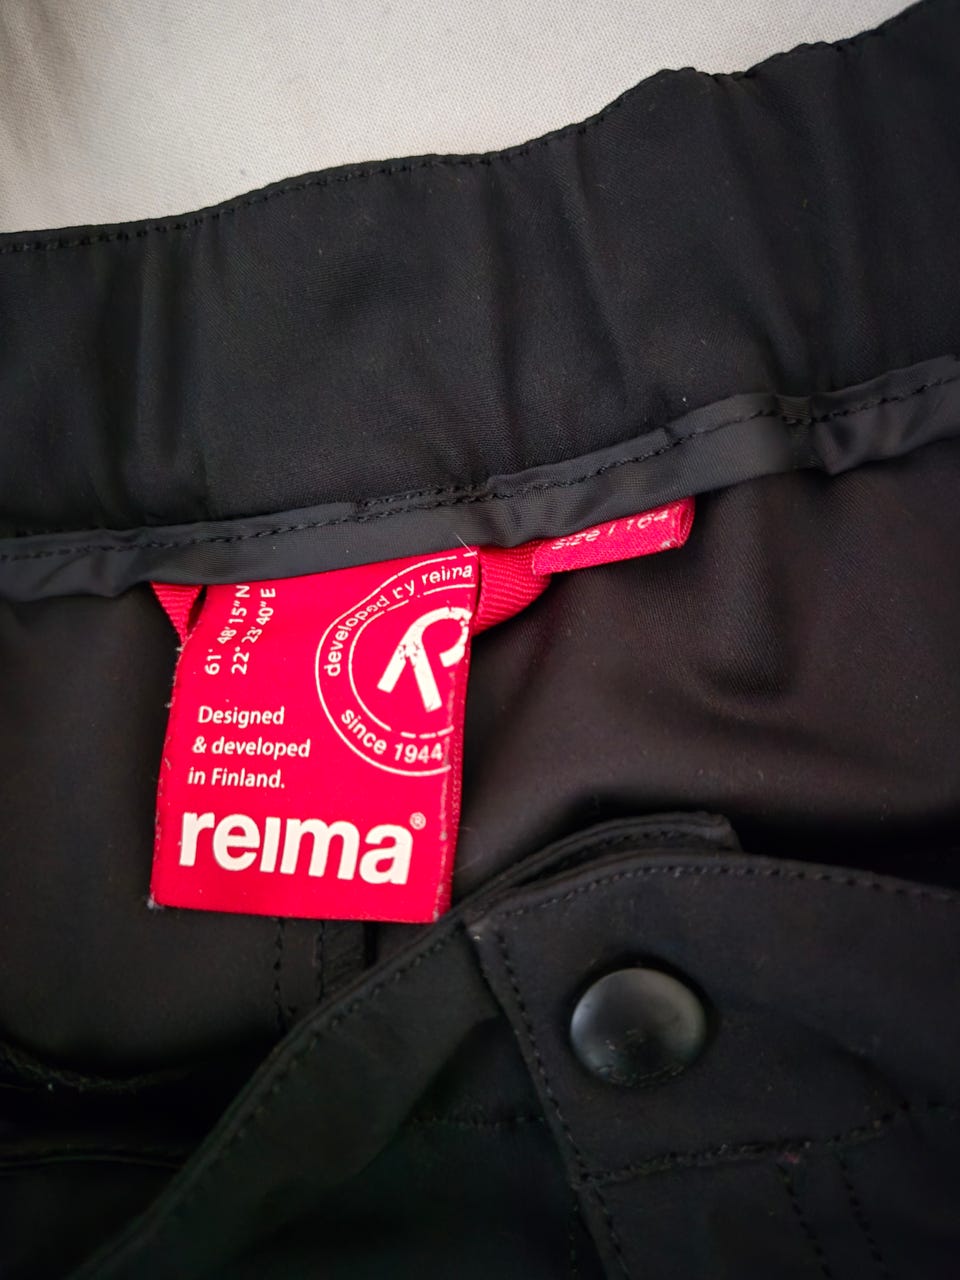 size / 164
61° 48' 15" N
22° 23' 40" E
developed by reima
since 1944
Designed
& developed
in Finland.
reima®